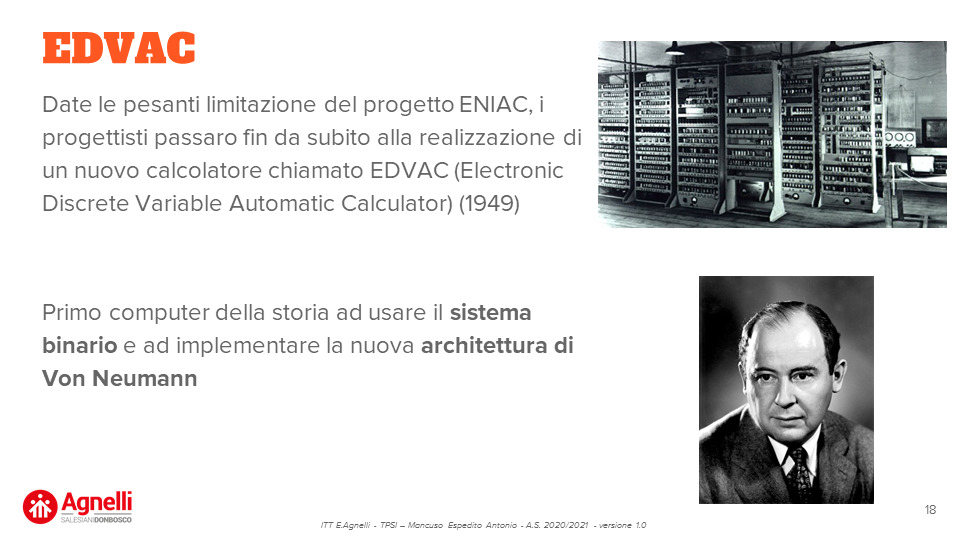 EDVAC
Date le pesanti limitazione del progetto ENIAC, i
progettisti passaro fin da subito alla realizzazione di
un nuovo calcolatore chiamato EDVAC (Electronic
Discrete Variable Automatic Calculator) (1949)
Primo computer della storia ad usare il sistema
binario e ad implementare la nuova architettura di
Von Neumann
Agnelli
SALESIANIDONBOSCO
ITT E.Agnelli - TPSI – Mancuso Espedito Antonio - A.S. 2020/2021 - versione 1.0
18